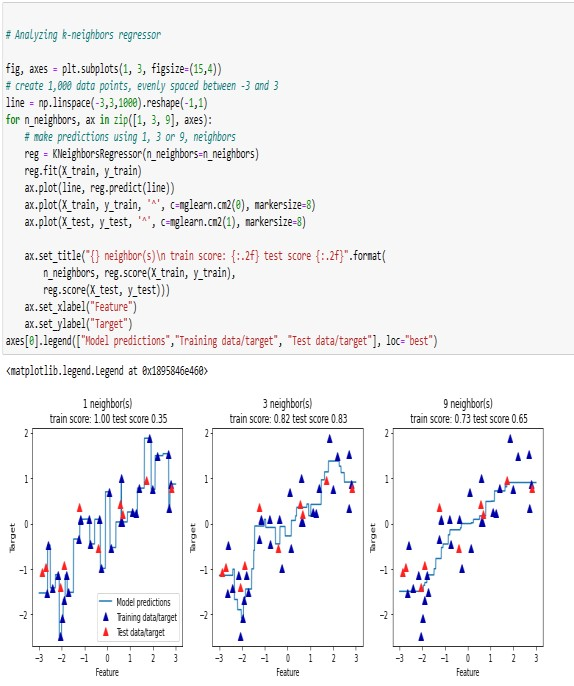 # Analyzing k-neighbors regressor
fig, axes = plt.subplots(1, 3, figsize=(15,4))
# create 1,000 data points, evenly spaced between -3 and 3
line = np.linspace(-3,3,1000).reshape(-1,1)
for n_neighbors, ax in zip([1, 3, 9], axes):
# make predictions using 1, 3 or 9, neighbors
reg = KNeighborsRegressor(n_neighbors=n_neighbors)
reg.fit(X_train, y_train)
ax.plot(line, reg.predict(line))
ax.plot(X_train, y_train, '^', c=mglearn.cm2(0), markersize=8)
ax.plot(X_test, y_test, '^', c=mglearn.cm2(1), markersize=8)
ax.set_title("{} neighbor(s)\n train score: {:.2f} test score {:.2f}".format(
n_neighbors, reg.score(X_train, y_train),
reg.score(X_test, y_test)))
ax.set_xlabel("Feature")
ax.set_ylabel("Target")
axes[0].legend(["Model predictions","Training data/target", "Test data/target"], loc="best")
<matplotlib.legend.Legend at 0x1895846e460>
1 neighbor(s)
train score: 1.00 test score 0.35
2
1
0
−1
−2
Target
Model predictions
Training data/target
Test data/target
−3 −2 −1 0 1 2 3
Feature
3 neighbor(s)
train score: 0.82 test score 0.83
2
1
0
−1
−2
Target
−3 −2 −1 0 1 2 3
Feature
9 neighbor(s)
train score: 0.73 test score 0.65
2
1
0
−1
−2
Target
−3 −2 −1 0 1 2 3
Feature